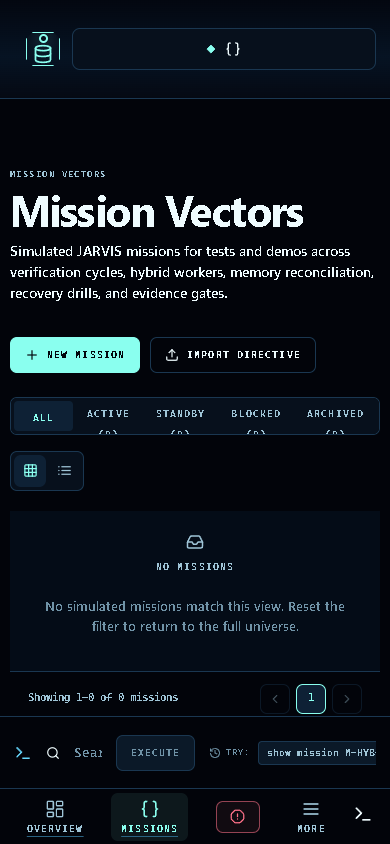 {}
MISSION VECTORS
Mission Vectors
Simulated JARVIS missions for tests and demos across
verification cycles, hybrid workers, memory reconciliation,
recovery drills, and evidence gates.
NEW MISSION
IMPORT DIRECTIVE
ALL
ACTIVE
STANDBY
BLOCKED
ARCHIVED
NO MISSIONS
No simulated missions match this view. Reset the
filter to return to the full universe.
Showing 1–0 of 0 missions
1
Sear
EXECUTE
TRY:
show mission M-HYB
OVERVIEW
{}
MISSIONS
MORE